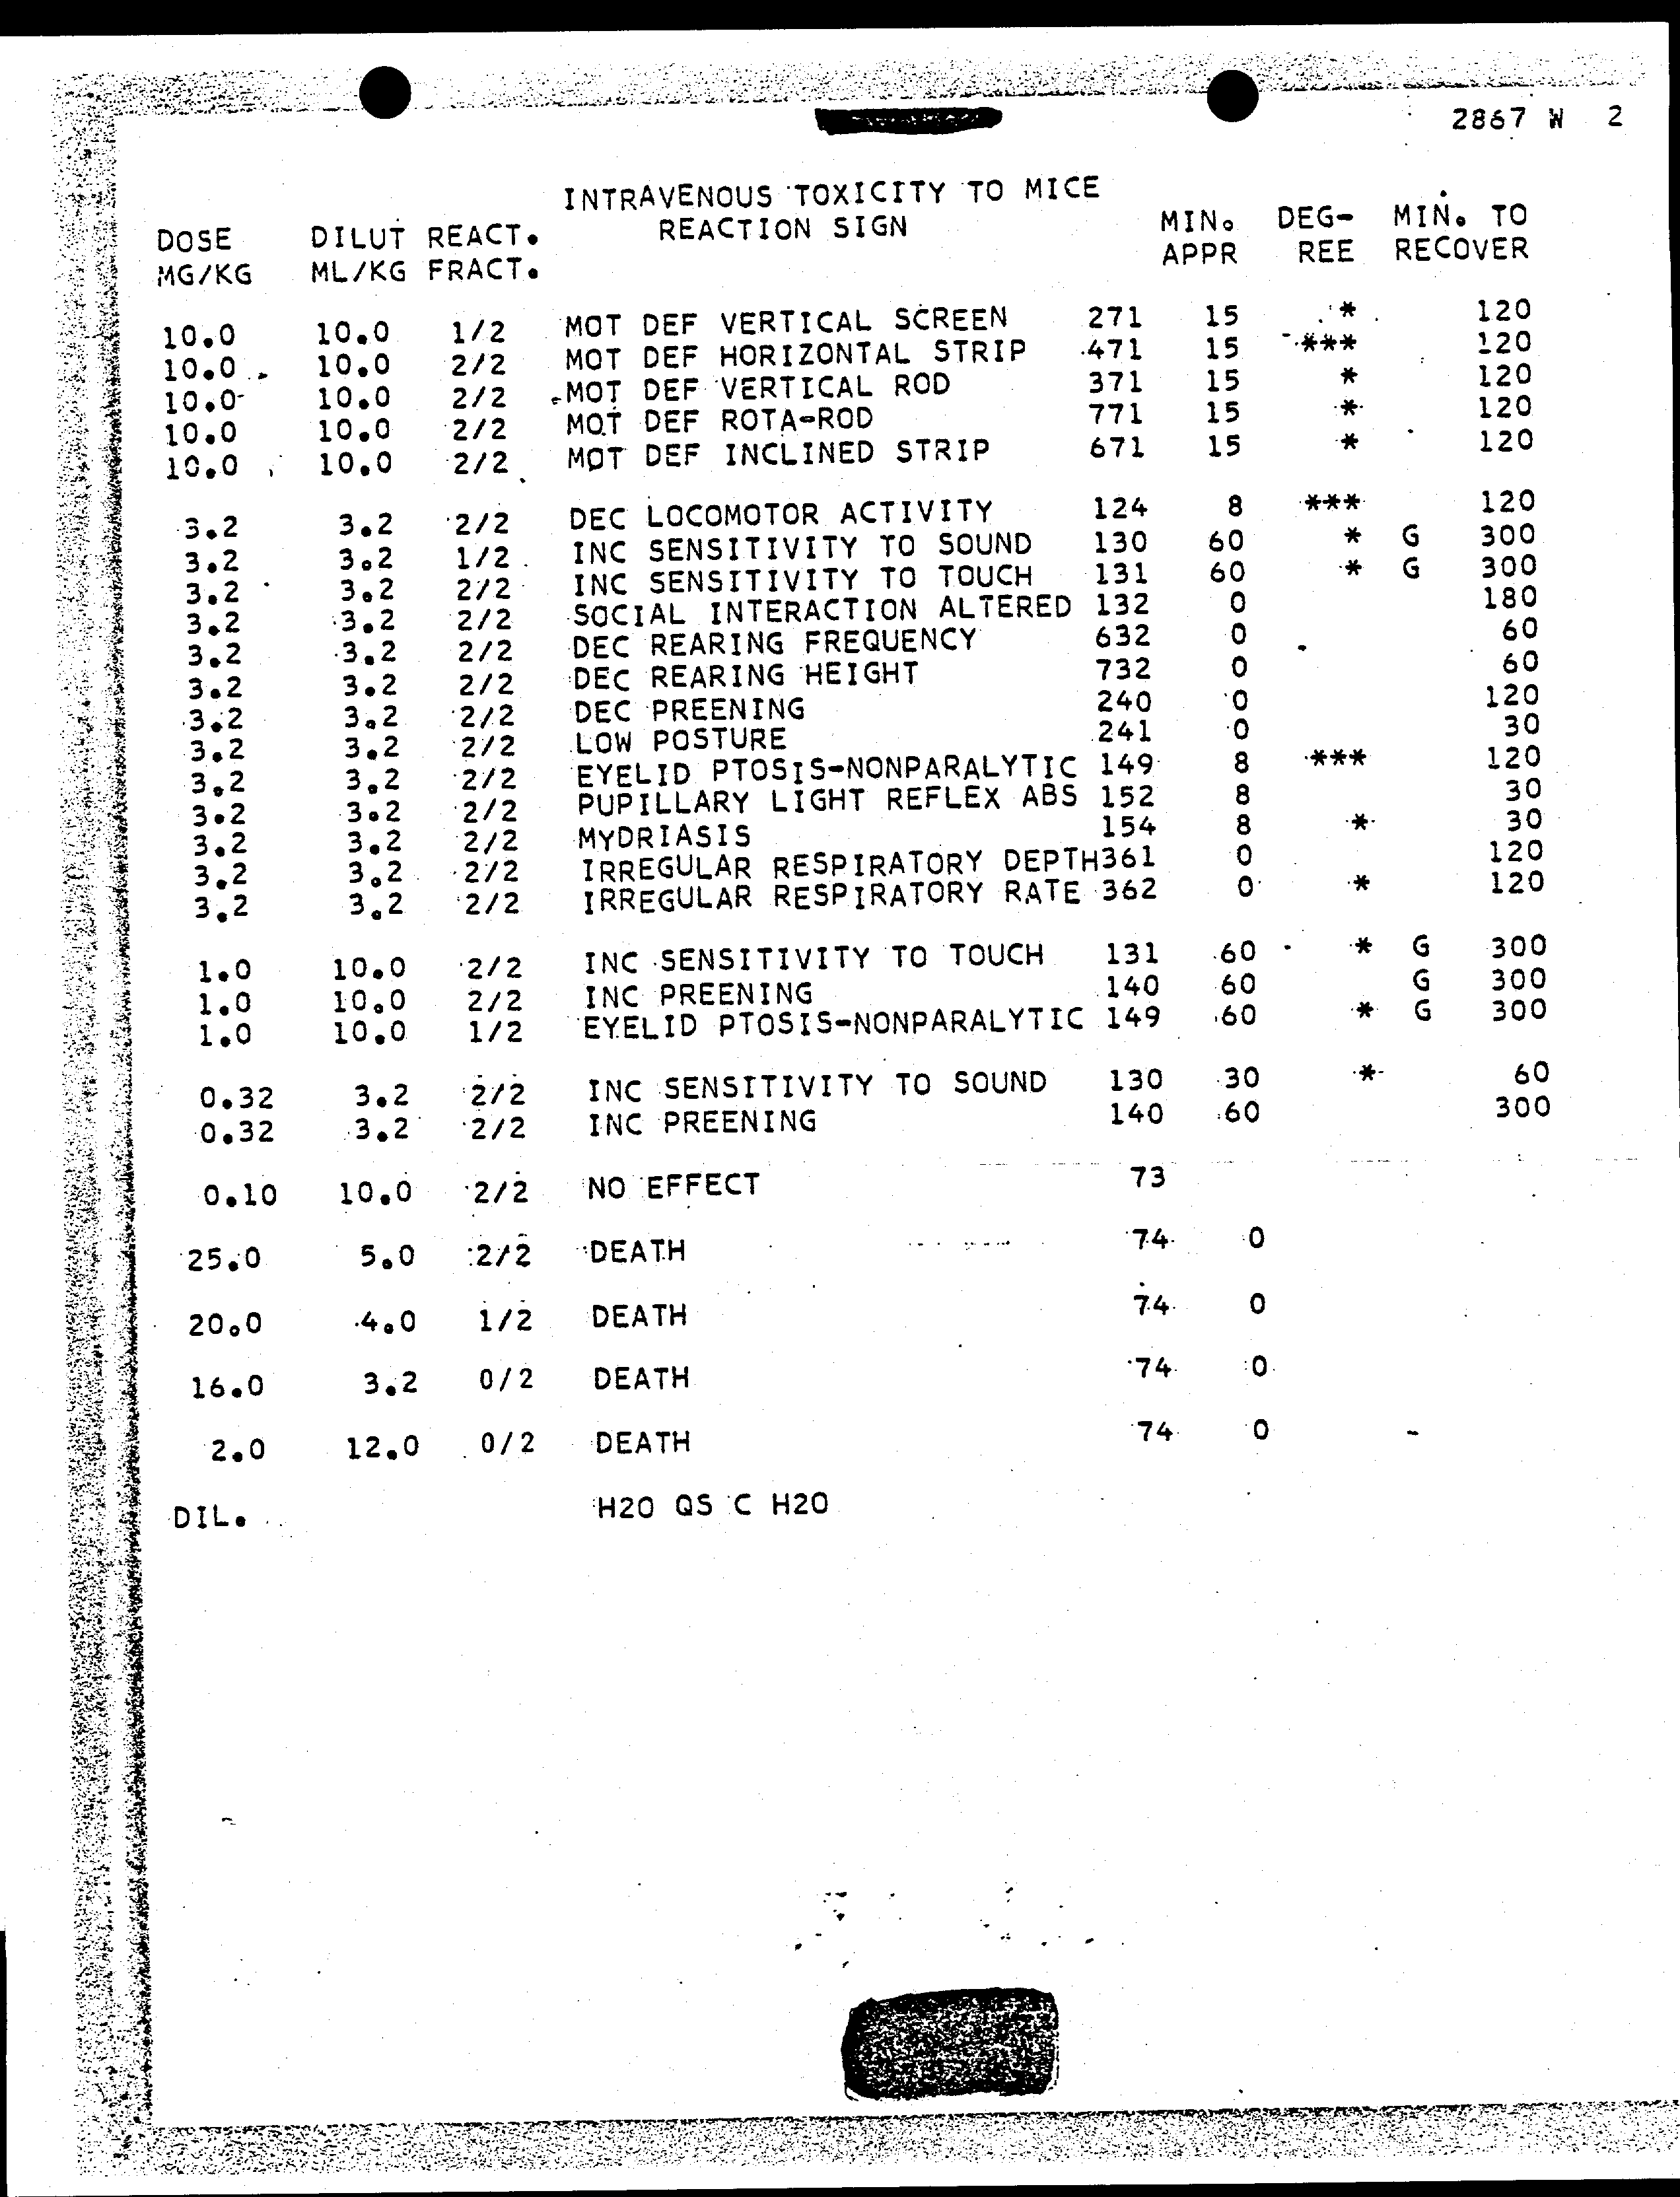 2867 W 2
INTRAVENOUS TOXICITY TO MICE
DOSE DILUT REACT. REACTION SIGN MIN. DEG- MIN. TO
MG/KG ML/KG FRACT. APPR REE RECOVER
10.0 10.0 1/2 MOT DEF VERTICAL SCREEN 271 15 * 120
10.0 10.0 2/2 MOT DEF HORIZONTAL STRIP 471 15 *** 120
10.0 10.0 2/2 MOT DEF VERTICAL ROD 371 15 * 120
10.0 10.0 2/2 MOT DEF ROTA-ROD 771 15 * 120
10.0 10.0 2/2 MOT DEF INCLINED STRIP 671 15 * 120
3.2 3.2 2/2 DEC LOCOMOTOR ACTIVITY 124 8 *** 120
3.2 3.2 1/2 INC SENSITIVITY TO SOUND 130 60 * G 300
3.2 3.2 2/2 INC SENSITIVITY TO TOUCH 131 60 * G 300
3.2 3.2 2/2 SOCIAL INTERACTION ALTERED 132 0 180
3.2 3.2 2/2 DEC REARING FREQUENCY 632 0 60
3.2 3.2 2/2 DEC REARING HEIGHT 732 0 60
3.2 3.2 2/2 DEC PREENING 240 0 120
3.2 3.2 2/2 LOW POSTURE 241 0 30
3.2 3.2 2/2 EYELID PTOSIS-NONPARALYTIC 149 8 *** 120
3.2 3.2 2/2 PUPILLARY LIGHT REFLEX ABS 152 8 30
3.2 3.2 2/2 MYDRIASIS 154 8 * 30
3.2 3.2 2/2 IRREGULAR RESPIRATORY DEPTH361 0 120
3.2 3.2 2/2 IRREGULAR RESPIRATORY RATE 362 0 * 120
1.0 10.0 2/2 INC SENSITIVITY TO TOUCH 131 60 * G 300
1.0 10.0 2/2 INC PREENING 140 60 G 300
1.0 10.0 1/2 EYELID PTOSIS-NONPARALYTIC 149 60 * G 300
0.32 3.2 2/2 INC SENSITIVITY TO SOUND 130 30 * 60
0.32 3.2 2/2 INC PREENING 140 60 300
0.10 10.0 2/2 NO EFFECT 73
25.0 5.0 2/2 DEATH 74 0
20.0 4.0 1/2 DEATH 74 0
16.0 3.2 0/2 DEATH 74 0
2.0 12.0 0/2 DEATH 74 0
DIL. H2O QS C H2O